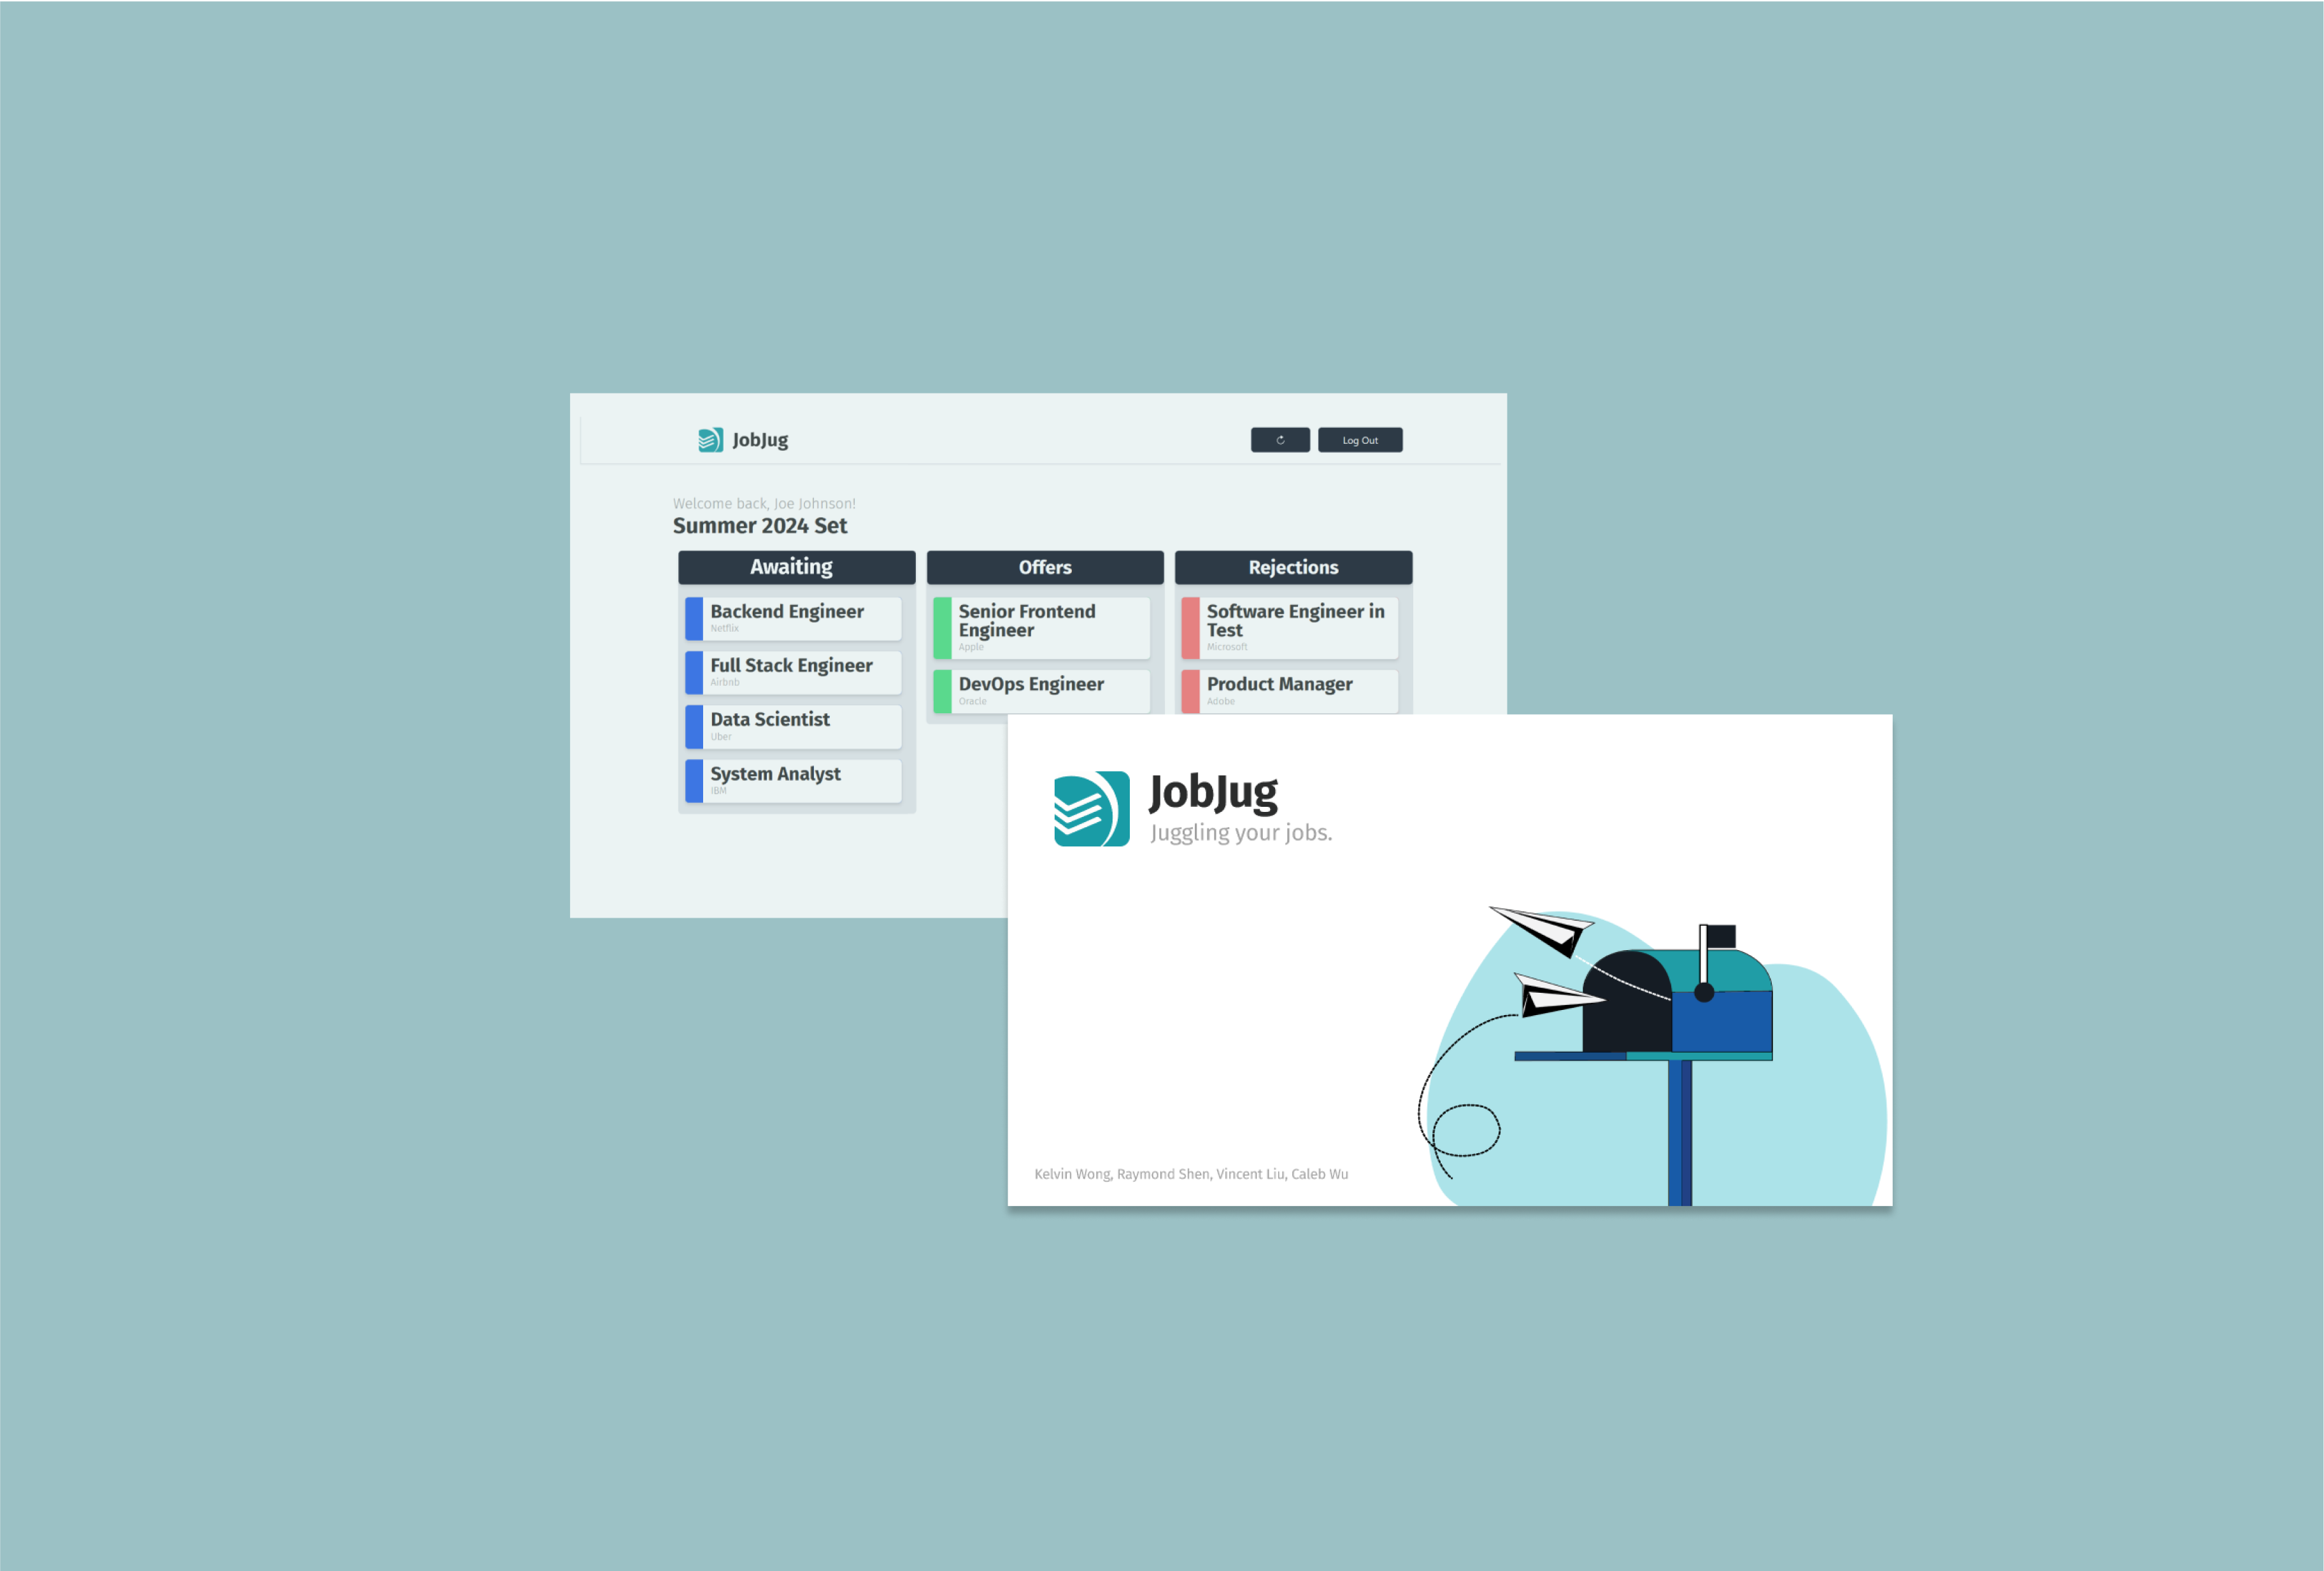 JobJug
Log Out
Welcome back, Joe Johnson!
Summer 2024 Set
Awaiting
Backend Engineer
Netflix
Full Stack Engineer
Airbnb
Data Scientist
Uber
System Analyst
IBM
Offers
Senior Frontend
Engineer
Apple
DevOps Engineer
Oracle
Rejections
Software Engineer in
Test
Microsoft
Product Manager
Adobe
JobJug
Juggling your jobs.
Kelvin Wong, Raymond Shen, Vincent Liu, Caleb Wu